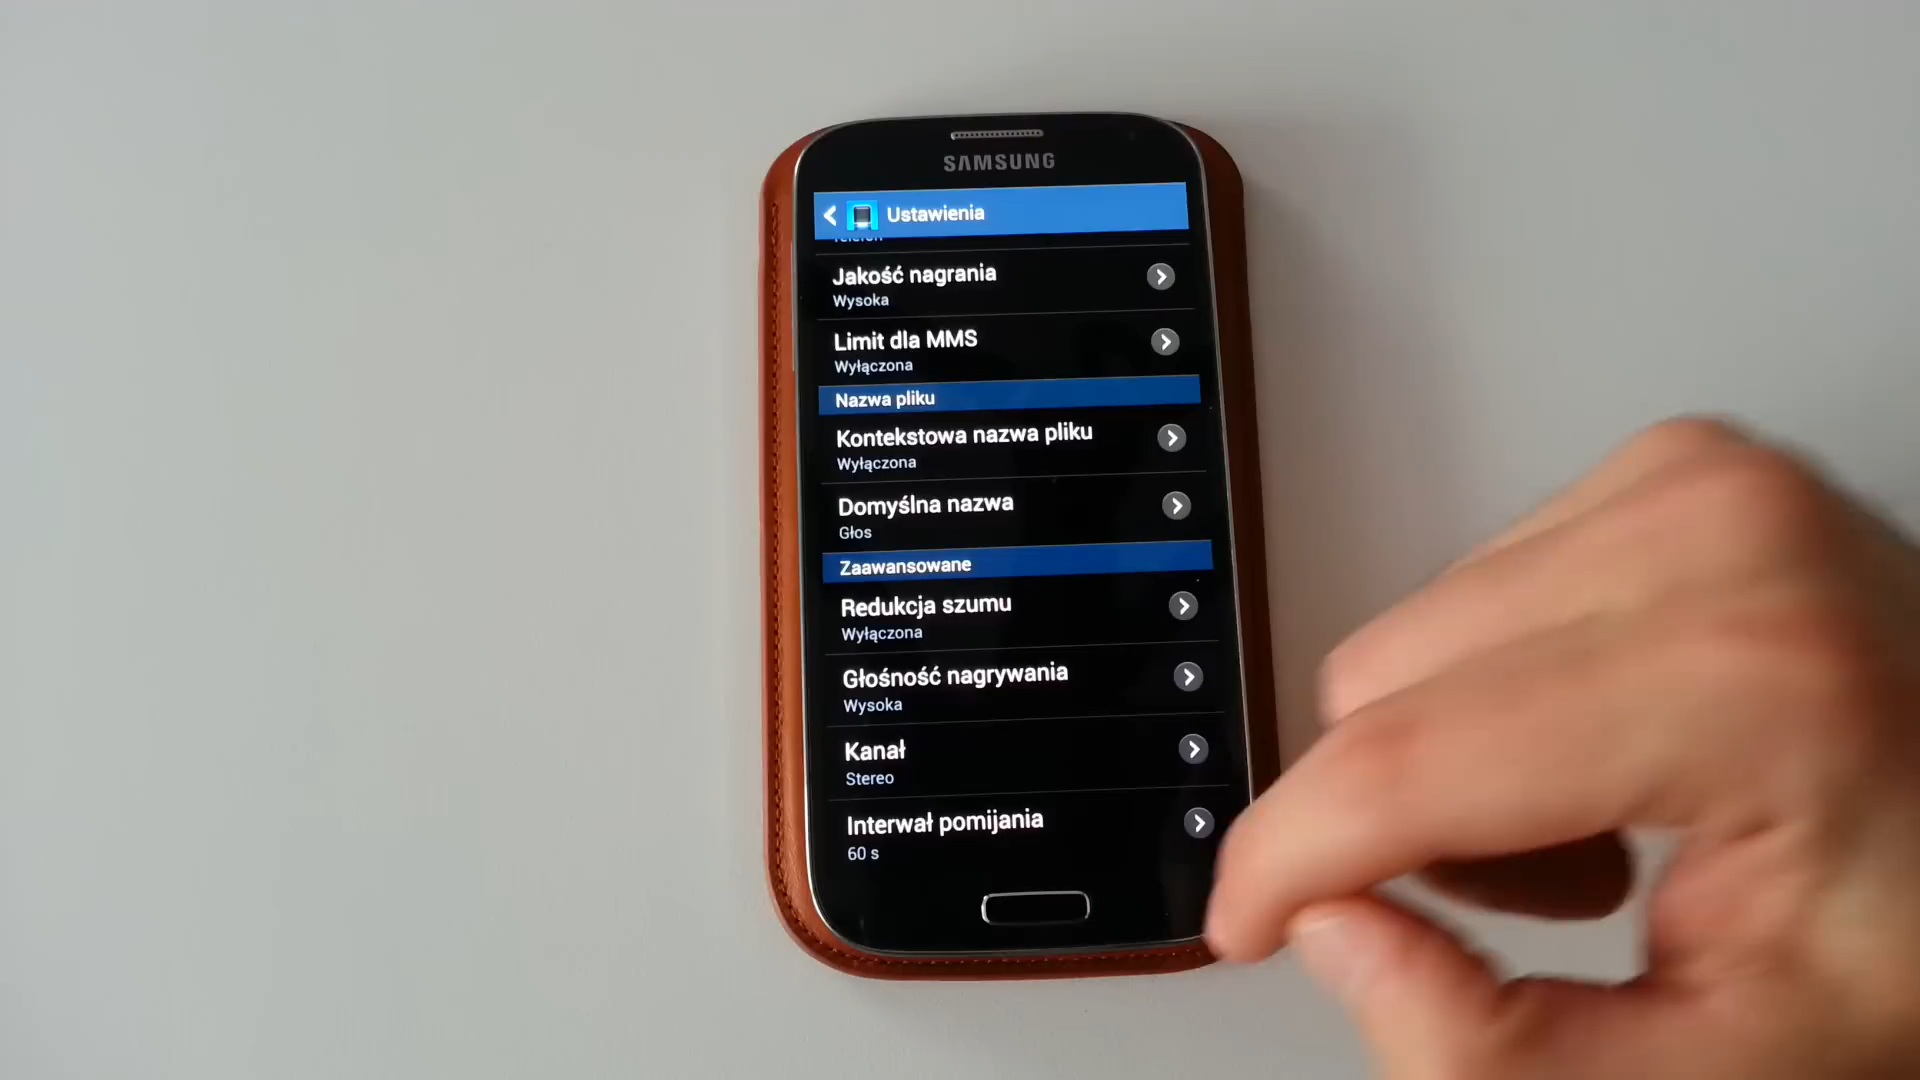 SAMSUNG
Ustawienia
Telefon
Jakość nagrania
Wysoka
Limit dla MMS
Wyłączona
Nazwa pliku
Kontekstowa nazwa pliku
Wyłączona
Domyślna nazwa
Głos
Zaawansowane
Redukcja szumu
Wyłączona
Głośność nagrywania
Wysoka
Kanał
Stereo
Interwał pomijania
60 s